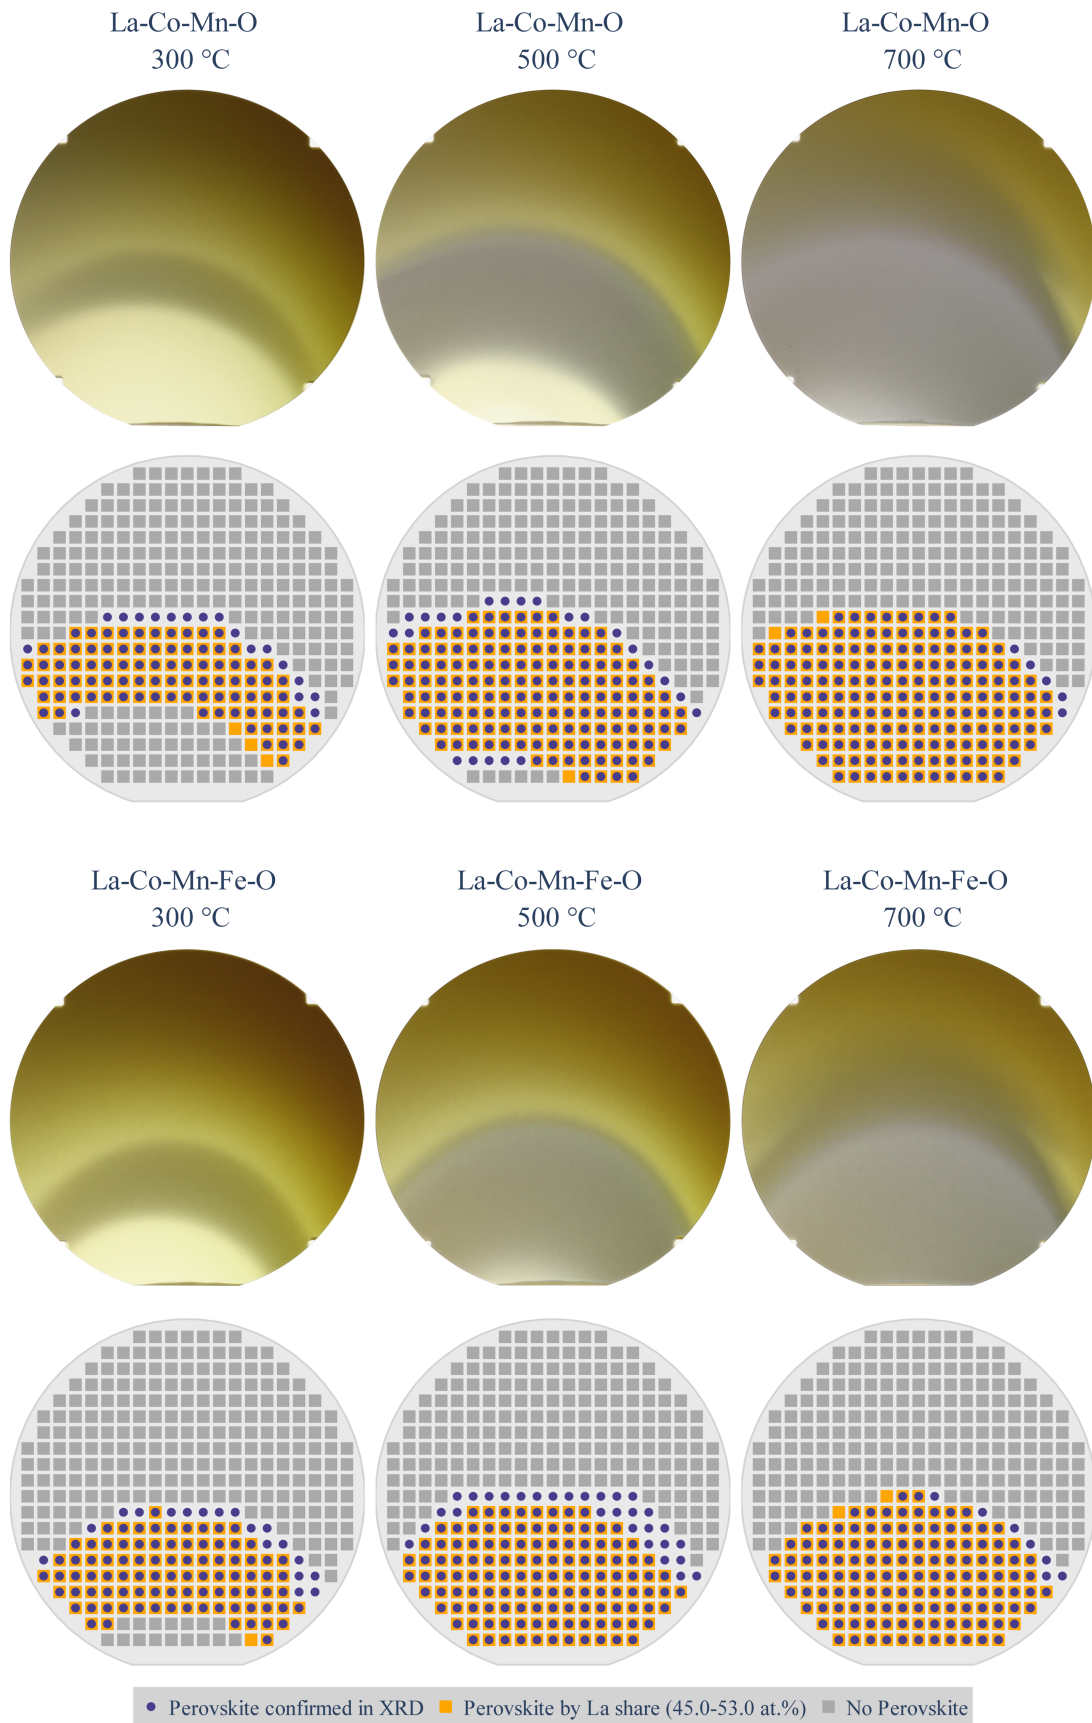 La-Co-Mn-O
300 °C
La-Co-Mn-O
500 °C
La-Co-Mn-O
700 °C
La-Co-Mn-Fe-O
300 °C
La-Co-Mn-Fe-O
500 °C
La-Co-Mn-Fe-O
700 °C
Perovskite confirmed in XRD
Perovskite by La share (45.0-53.0 at.%)
No Perovskite